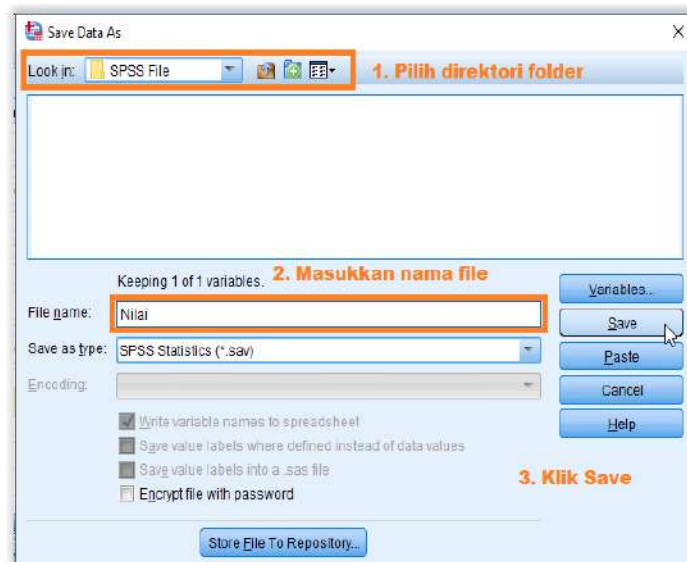 Save Data As
Look in: SPSS File
1. Pilih direktori folder
Keeping 1 of 1 variables.
2. Masukkan nama file
File name: Nilai
Save as type: SPSS Statistics (*.sav)
Encoding:
Write variable names to spreadsheet
Save value labels where defined instead of data values
Save value labels into a .sas file
Encrypt file with password
Store File To Repository...
Variables...
Save
Paste
Cancel
Help
3. Klik Save